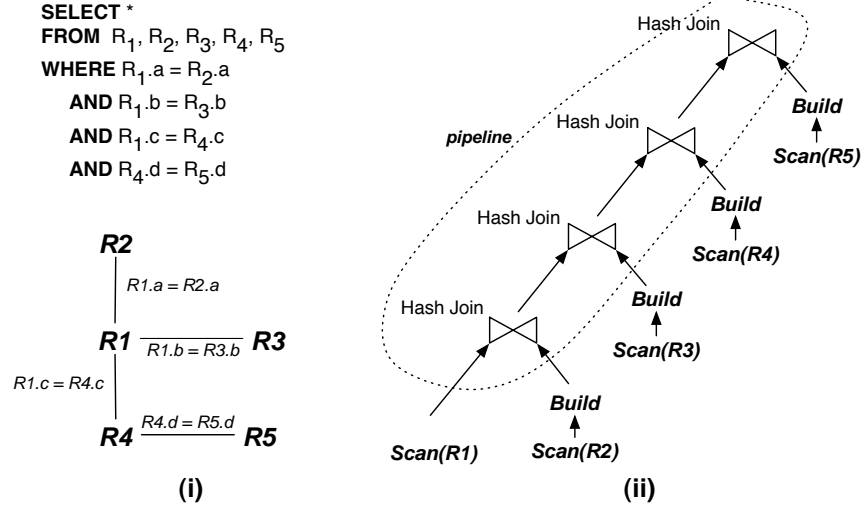 SELECT *
FROM R1, R2, R3, R4, R5
WHERE R1.a = R2.a
AND R1.b = R3.b
AND R1.c = R4.c
AND R4.d = R5.d
R2
R1.a = R2.a
R1
R1.b = R3.b
R3
R1.c = R4.c
R4
R4.d = R5.d
R5
(i)
Hash Join
Build
Scan(R5)
pipeline
Hash Join
Build
Scan(R4)
Hash Join
Build
Scan(R3)
Hash Join
Build
Scan(R1)
Scan(R2)
(ii)